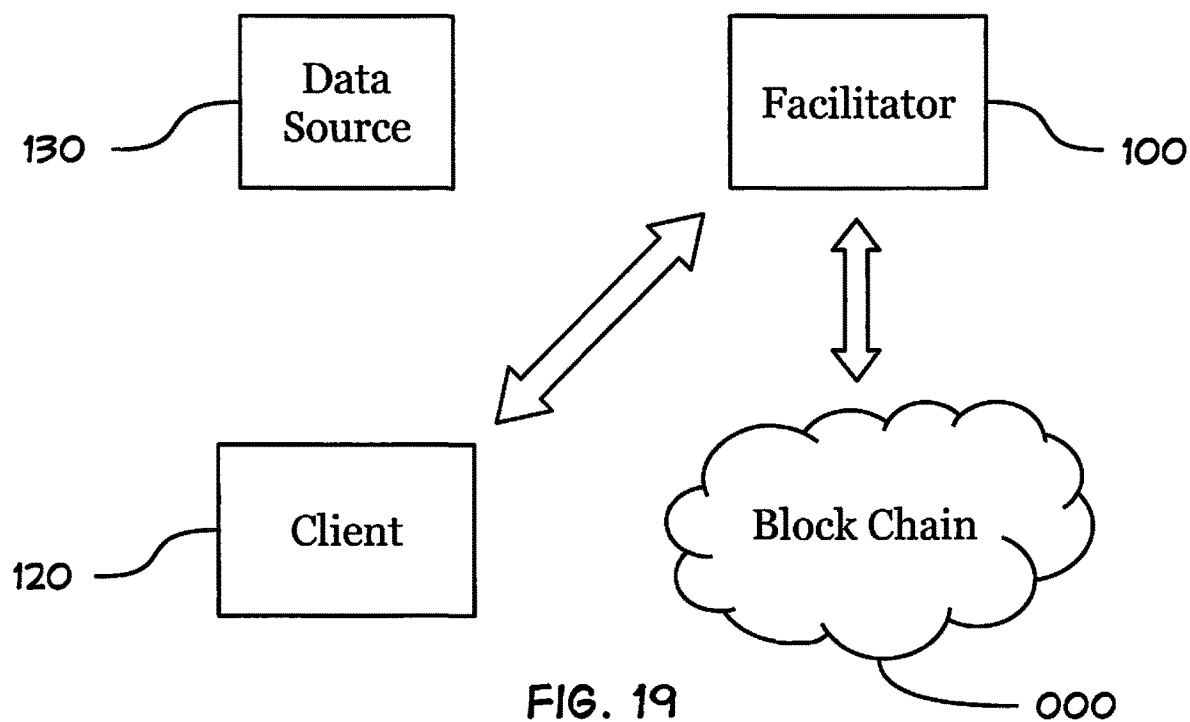 Data
Source
Facilitator
130
100
Client
Block Chain
120
FIG. 19
000